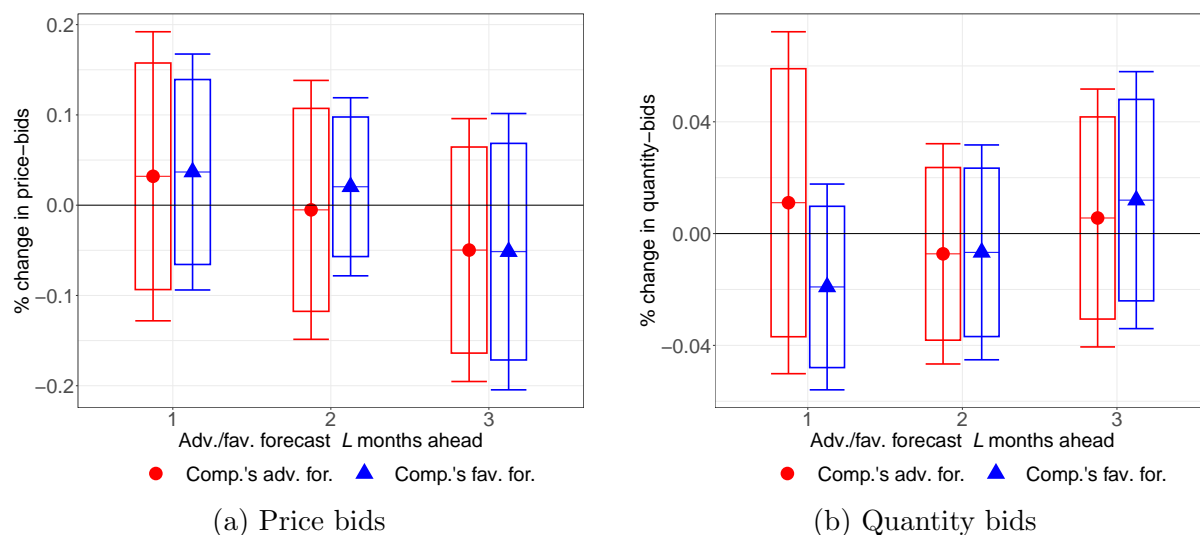 0.2
0.1
0.0
−0.1
−0.2
% change in price−bids
1 2 3
Adv./fav. forecast L months ahead
Comp.'s adv. for. Comp.'s fav. for.
(a) Price bids
0.04
0.00
−0.04
% change in quantity−bids
1 2 3
Adv./fav. forecast L months ahead
Comp.'s adv. for. Comp.'s fav. for.
(b) Quantity bids